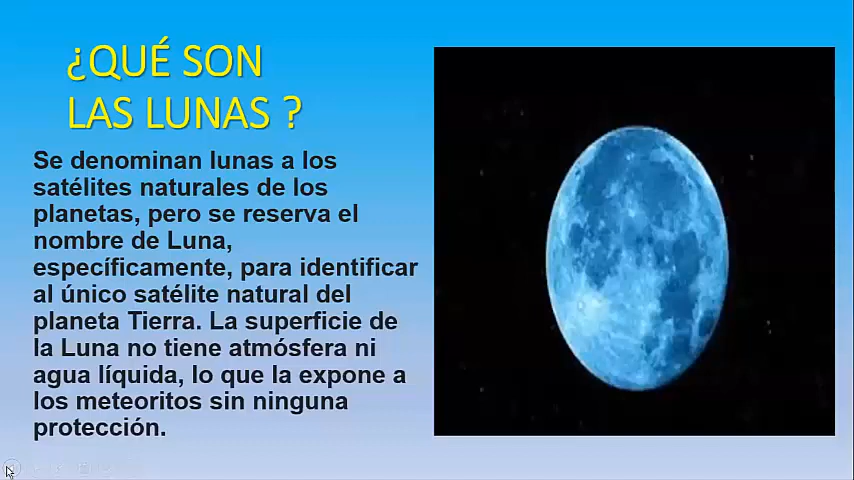 ¿QUÉ SON
LAS LUNAS ?
Se denominan lunas a los
satélites naturales de los
planetas, pero se reserva el
nombre de Luna,
específicamente, para identificar
al único satélite natural del
planeta Tierra. La superficie de
la Luna no tiene atmósfera ni
agua líquida, lo que la expone a
los meteoritos sin ninguna
protección.